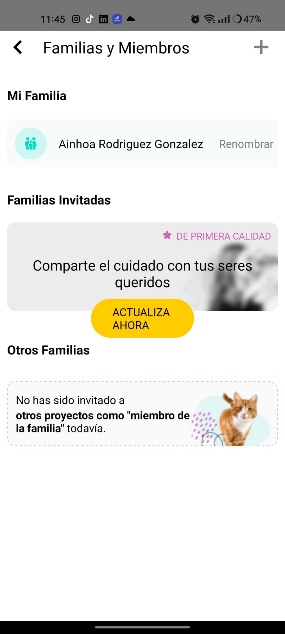 11:45
47%
Familias y Miembros
Mi Familia
Ainhoa Rodriguez Gonzalez
Renombrar
Familias Invitadas
DE PRIMERA CALIDAD
Comparte el cuidado con tus seres
queridos
ACTUALIZA
AHORA
Otros Familias
No has sido invitado a
otros proyectos como "miembro de
la familia" todavía.